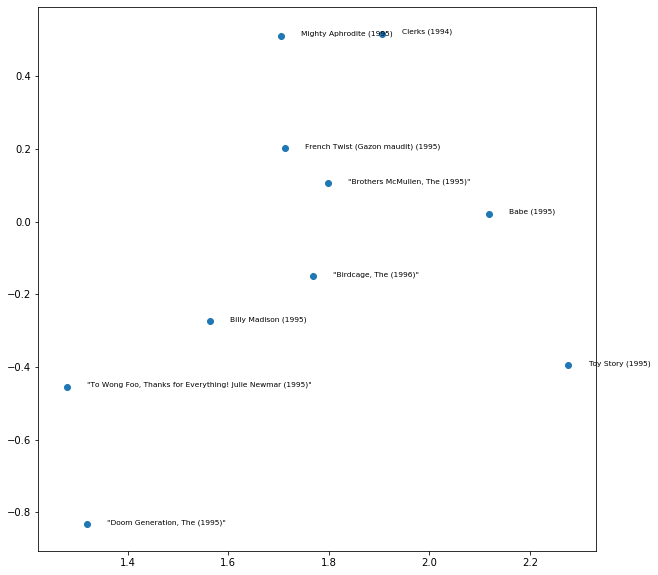 Mighty Aphrodite (1995)
Clerks (1994)
0.4
French Twist (Gazon maudit) (1995)
0.2
"Brothers McMullen, The (1995)"
Babe (1995)
0.0
"Birdcage, The (1996)"
−0.2
Billy Madison (1995)
Toy Story (1995)
−0.4
"To Wong Foo, Thanks for Everything! Julie Newmar (1995)"
−0.6
−0.8
"Doom Generation, The (1995)"
1.4 1.6 1.8 2.0 2.2